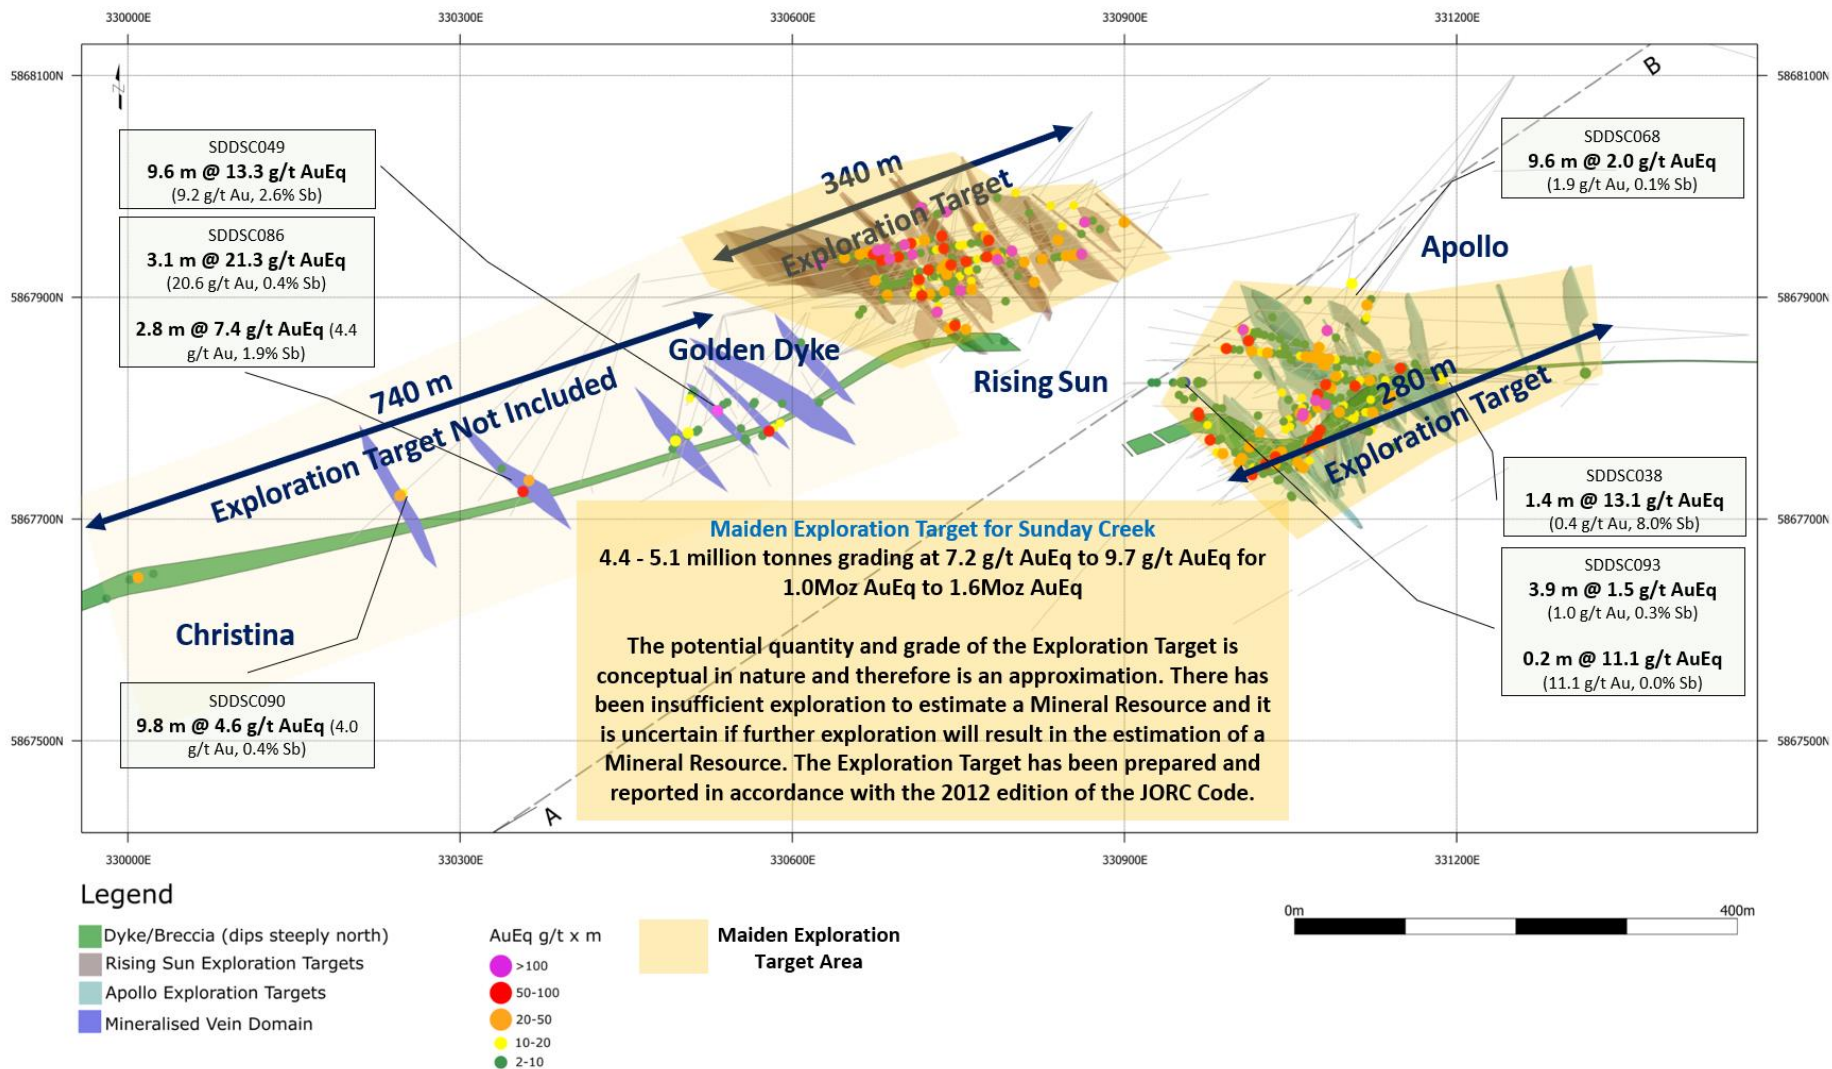 330000E
330300E
330600E
330900E
331200E
5868100N
5868100N
N
B
SDDSC049
9.6 m @ 13.3 g/t AuEq
(9.2 g/t Au, 2.6% Sb)
SDDSC086
3.1 m @ 21.3 g/t AuEq
(20.6 g/t Au, 0.4% Sb)
2.8 m @ 7.4 g/t AuEq (4.4
g/t Au, 1.9% Sb)
340 m
Exploration Target
SDDSC068
9.6 m @ 2.0 g/t AuEq
(1.9 g/t Au, 0.1% Sb)
Apollo
5867900N
5867900N
Golden Dyke
Rising Sun
740 m
Exploration Target Not Included
280 m
Exploration Target
SDDSC038
1.4 m @ 13.1 g/t AuEq
(0.4 g/t Au, 8.0% Sb)
5867700N
5867700N
SDDSC093
3.9 m @ 1.5 g/t AuEq
(1.0 g/t Au, 0.3% Sb)
0.2 m @ 11.1 g/t AuEq
(11.1 g/t Au, 0.0% Sb)
Maiden Exploration Target for Sunday Creek
4.4 - 5.1 million tonnes grading at 7.2 g/t AuEq to 9.7 g/t AuEq for
1.0Moz AuEq to 1.6Moz AuEq
The potential quantity and grade of the Exploration Target is
conceptual in nature and therefore is an approximation. There has
been insufficient exploration to estimate a Mineral Resource and it
is uncertain if further exploration will result in the estimation of a
Mineral Resource. The Exploration Target has been prepared and
reported in accordance with the 2012 edition of the JORC Code.
Christina
SDDSC090
9.8 m @ 4.6 g/t AuEq (4.0
g/t Au, 0.4% Sb)
5867500N
5867500N
A
330000E
330300E
330600E
330900E
331200E
Legend
Dyke/Breccia (dips steeply north)
Rising Sun Exploration Targets
Apollo Exploration Targets
Mineralised Vein Domain
AuEq g/t x m
>100
50-100
20-50
10-20
2-10
Maiden Exploration
Target Area
0m
400m